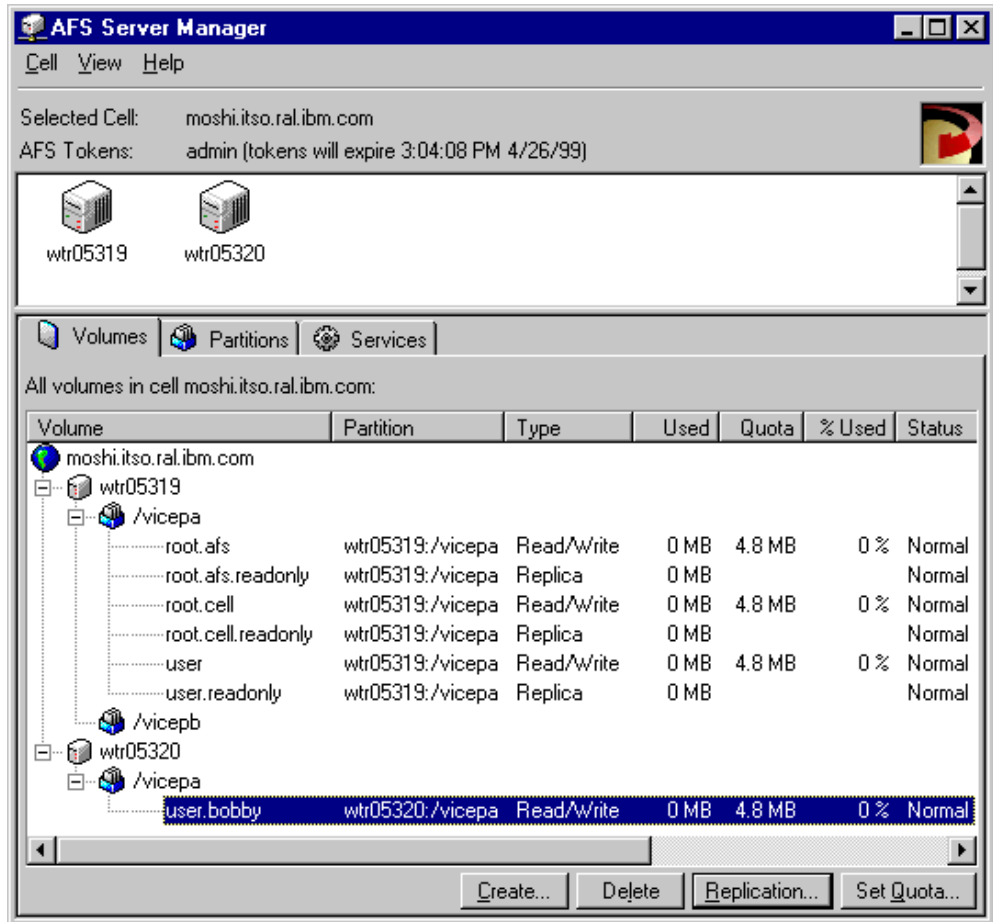 AFS Server Manager
Cell View Help
Selected Cell: moshi.itso.ral.ibm.com
AFS Tokens: admin (tokens will expire 3:04:08 PM 4/26/99)
wtr05319 wtr05320
Volumes Partitions Services
All volumes in cell moshi.itso.ral.ibm.com:
Volume Partition Type Used Quota % Used Status
moshi.itso.ral.ibm.com
wtr05319
/vicepa
root.afs wtr05319:/vicepa Read/Write 0 MB 4.8 MB 0 % Normal
root.afs.readonly wtr05319:/vicepa Replica 0 MB Normal
root.cell wtr05319:/vicepa Read/Write 0 MB 4.8 MB 0 % Normal
root.cell.readonly wtr05319:/vicepa Replica 0 MB Normal
user wtr05319:/vicepa Read/Write 0 MB 4.8 MB 0 % Normal
user.readonly wtr05319:/vicepa Replica 0 MB Normal
/vicepb
wtr05320
/vicepa
user.bobby wtr05320:/vicepa Read/Write 0 MB 4.8 MB 0 % Normal
Create... Delete Replication... Set Quota...